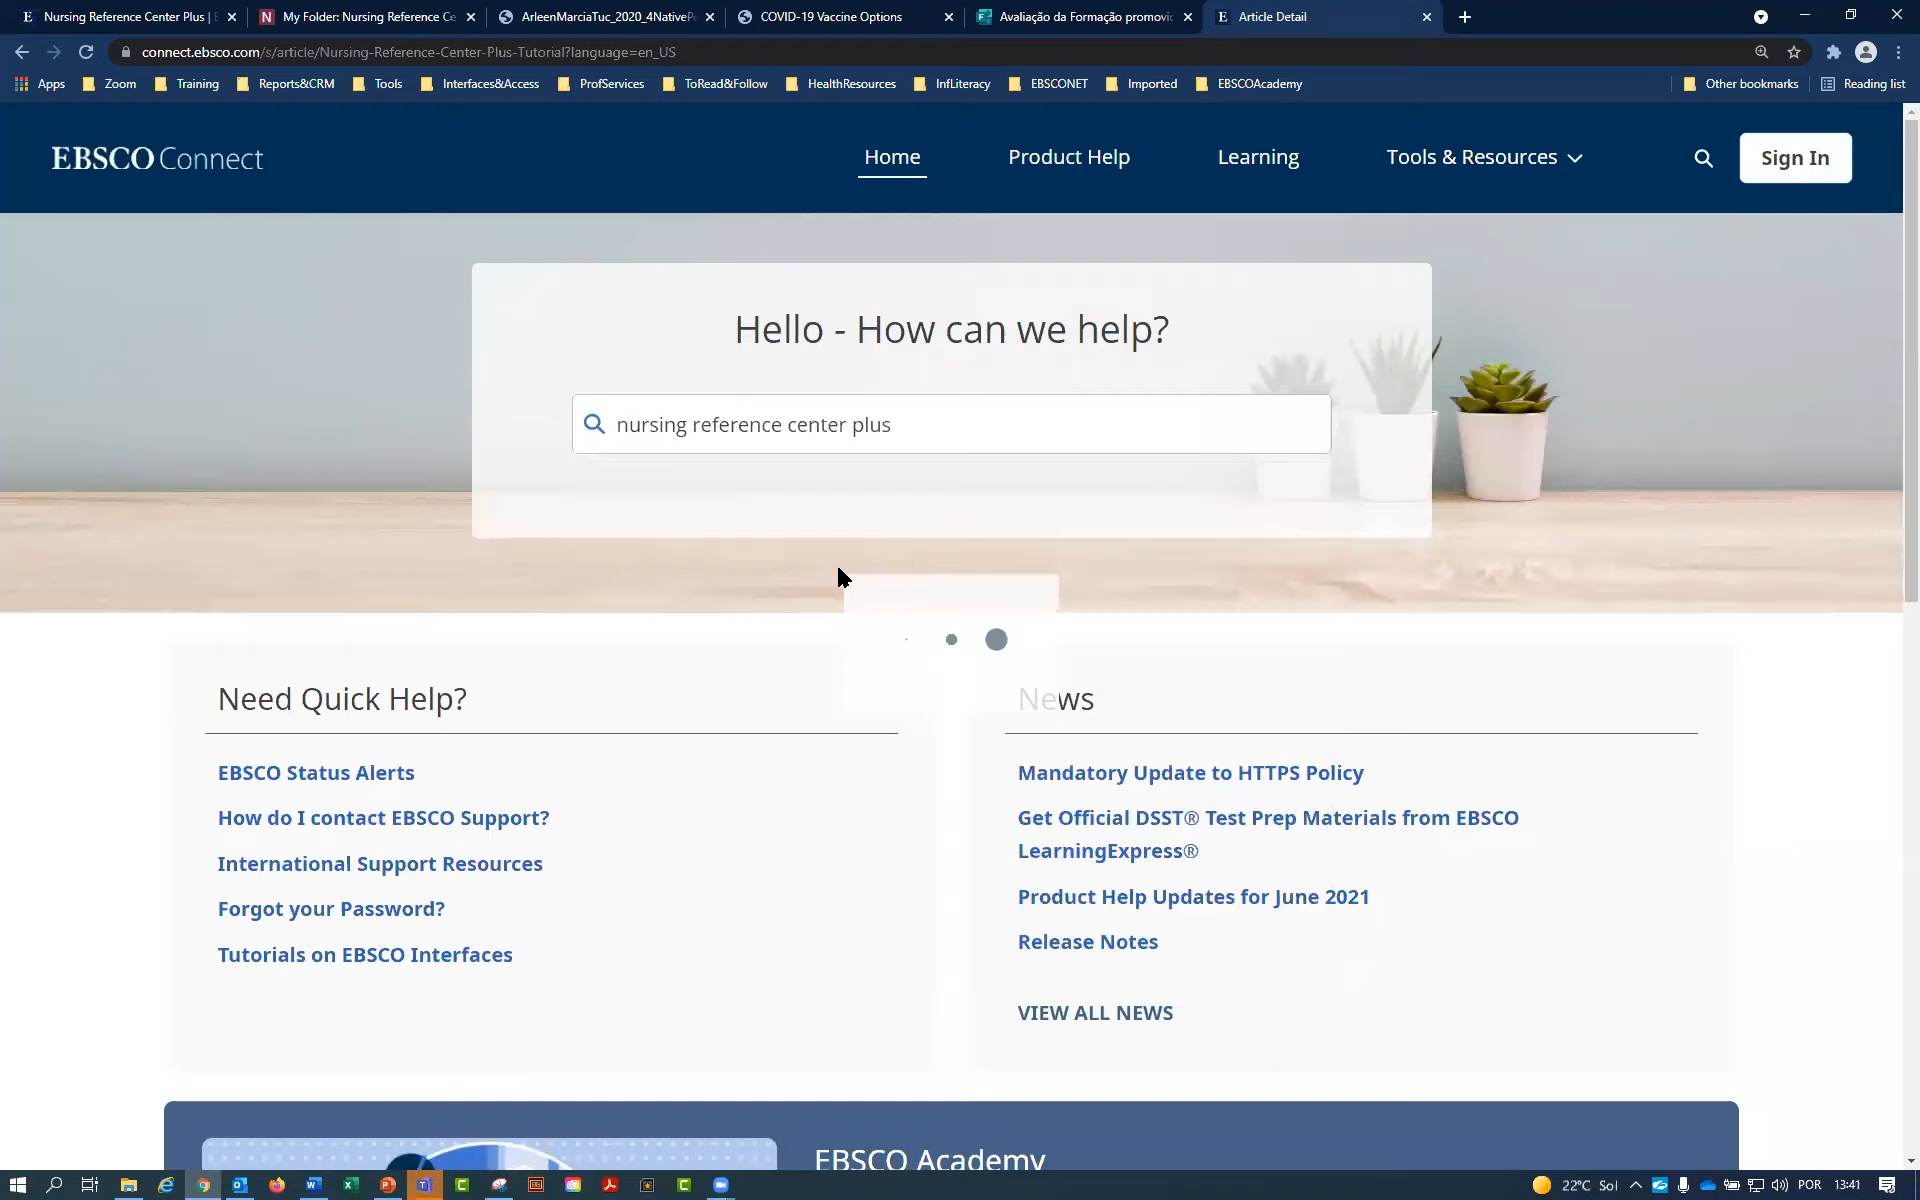 Nursing Reference Center Plus | E
My Folder: Nursing Reference Ce
ArleenMarciaTuc_2020_4NativePe
COVID-19 Vaccine Options
Avaliação da Formação promovid
Article Detail
connect.ebsco.com/s/article/Nursing-Reference-Center-Plus-Tutorial?language=en_US
Apps
Zoom
Training
Reports&CRM
Tools
Interfaces&Access
ProfServices
ToRead&Follow
HealthResources
InfLiteracy
EBSCONET
Imported
EBSCOAcademy
Other bookmarks
Reading list
EBSCO Connect
Home
Product Help
Learning
Tools & Resources
Sign In
Hello - How can we help?
nursing reference center plus
Need Quick Help?
EBSCO Status Alerts
How do I contact EBSCO Support?
International Support Resources
Forgot your Password?
Tutorials on EBSCO Interfaces
News
Mandatory Update to HTTPS Policy
Get Official DSST® Test Prep Materials from EBSCO
LearningExpress®
Product Help Updates for June 2021
Release Notes
VIEW ALL NEWS
EBSCO Academy
22°C Sol
POR
13:41